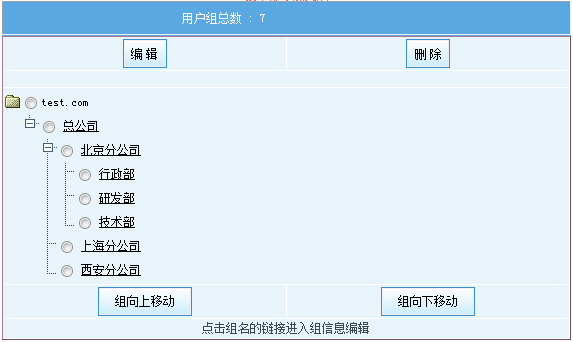 用户组总数 : 7
编 辑 删 除
test.com
总公司
北京分公司
行政部
研发部
技术部
上海分公司
西安分公司
组向上移动 组向下移动
点击组名的链接进入组信息编辑